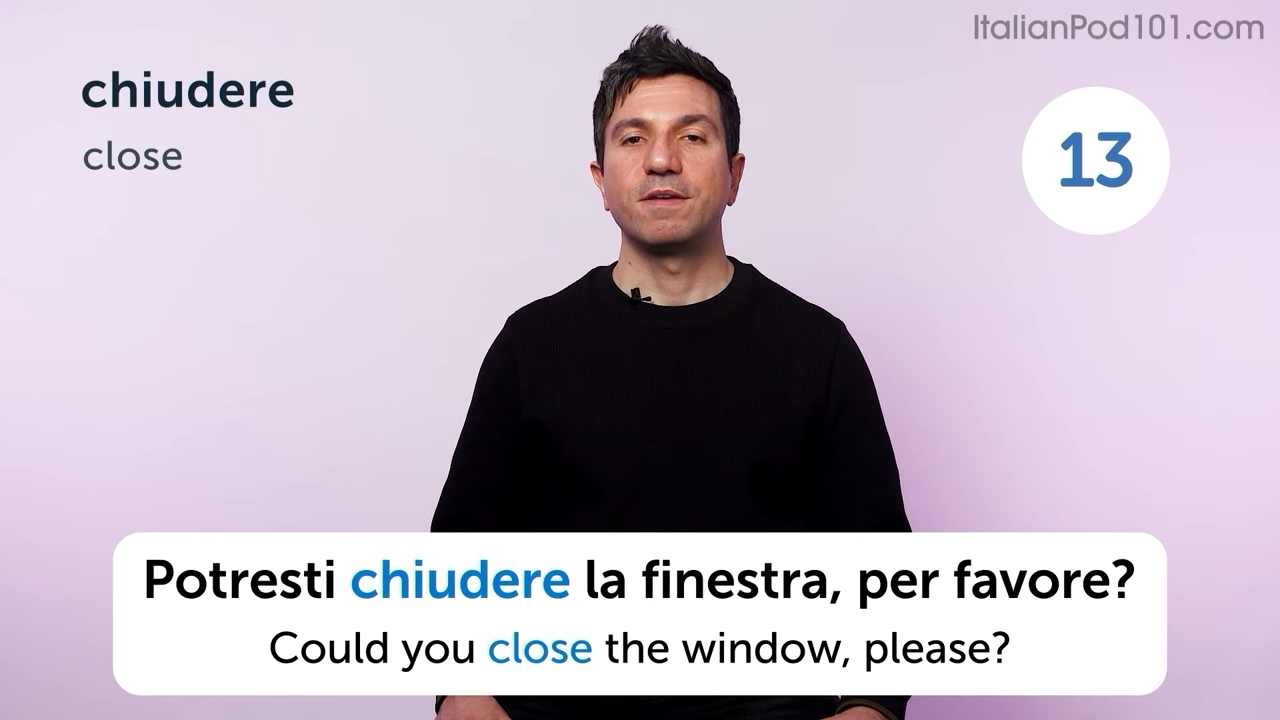 ItalianPod101.com
chiudere
close
13
Potresti chiudere la finestra, per favore?
Could you close the window, please?